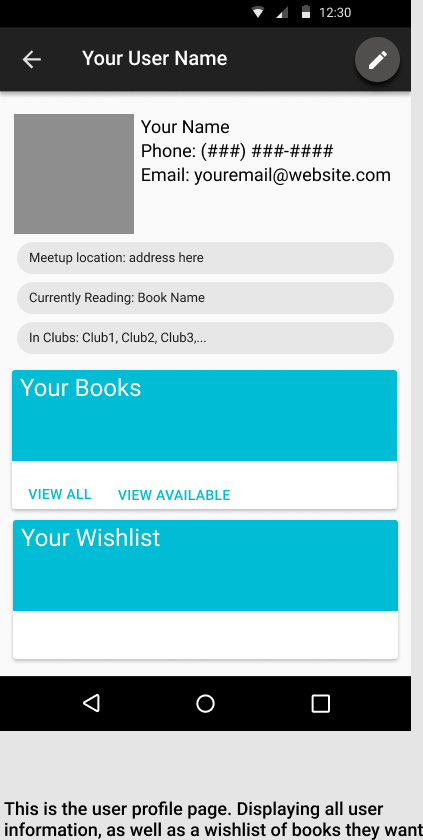 12:30
Your User Name
Your Name
Phone: (###) ###-####
Email: youremail@website.com
Meetup location: address here
Currently Reading: Book Name
In Clubs: Club1, Club2, Club3,...
Your Books
VIEW ALL VIEW AVAILABLE
Your Wishlist
This is the user profile page. Displaying all user
information, as well as a wishlist of books they want